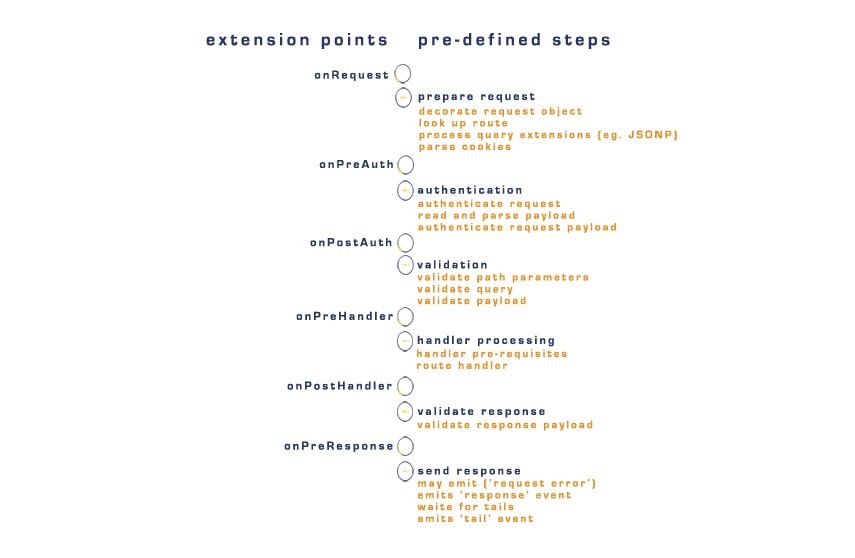 extension points pre-defined steps
onRequest
prepare request
decorate request object
look up route
process query extensions (eg. JSONP)
parse cookies
onPreAuth
authentication
authenticate request
read and parse payload
authenticate request payload
onPostAuth
validation
validate path parameters
validate query
validate payload
onPreHandler
handler processing
handler pre-requisites
route handler
onPostHandler
validate response
validate response payload
onPreResponse
send response
may emit ('request error')
emits 'response' event
waite for tails
emits 'tail' event